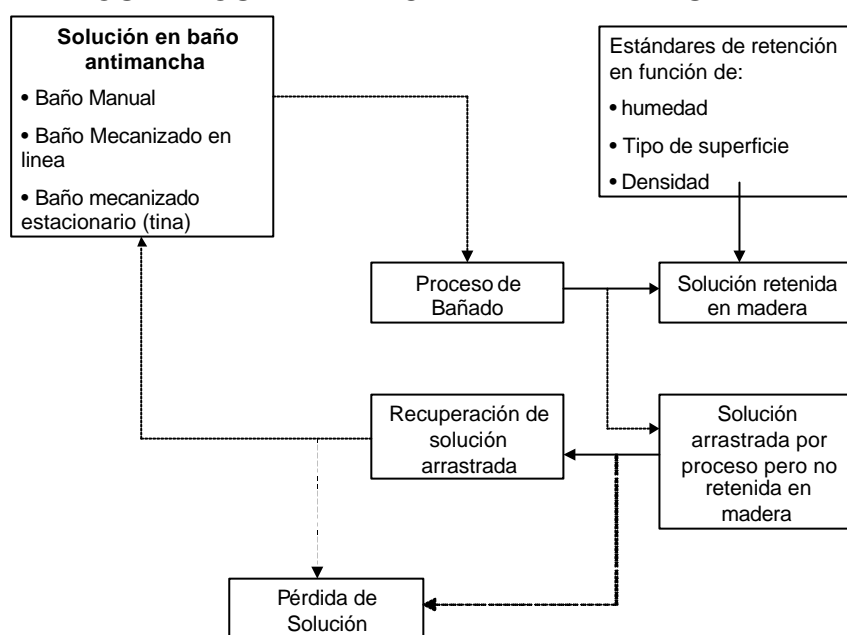 Solución en baño
antimancha
• Baño Manual
• Baño Mecanizado en
linea
• Baño mecanizado
estacionario (tina)
Estándares de retención
en función de:
• humedad
• Tipo de superficie
• Densidad
Proceso de
Bañado
Solución retenida
en madera
Recuperación de
solución
arrastrada
Solución
arrastrada por
proceso pero no
retenida en
madera
Pérdida de
Solución